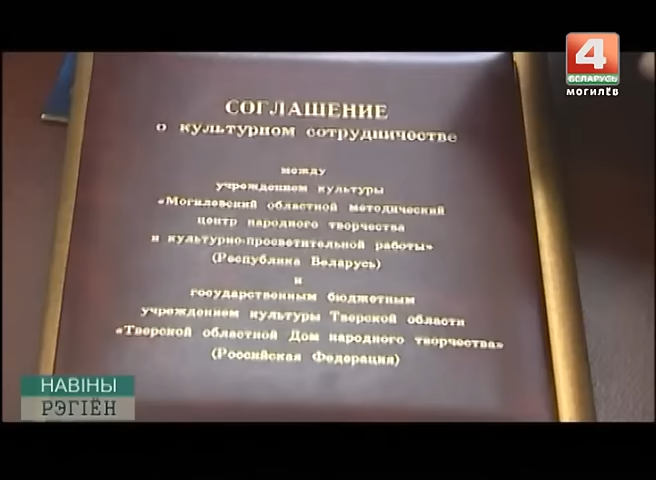 4
БЕЛАРУСЬ
МОГИЛЁВ
СОГЛАШЕНИЕ
о культурном сотрудничестве
между
учреждением культуры
«Могилевский областной методический
центр народного творчества
и культурно-просветительной работы»
(Республика Беларусь)
и
государственным бюджетным
учреждением культуры Тверской области
«Тверской областной Дом народного творчества»
(Российская Федерация)
НАВІНЫ
РЭГІЁН